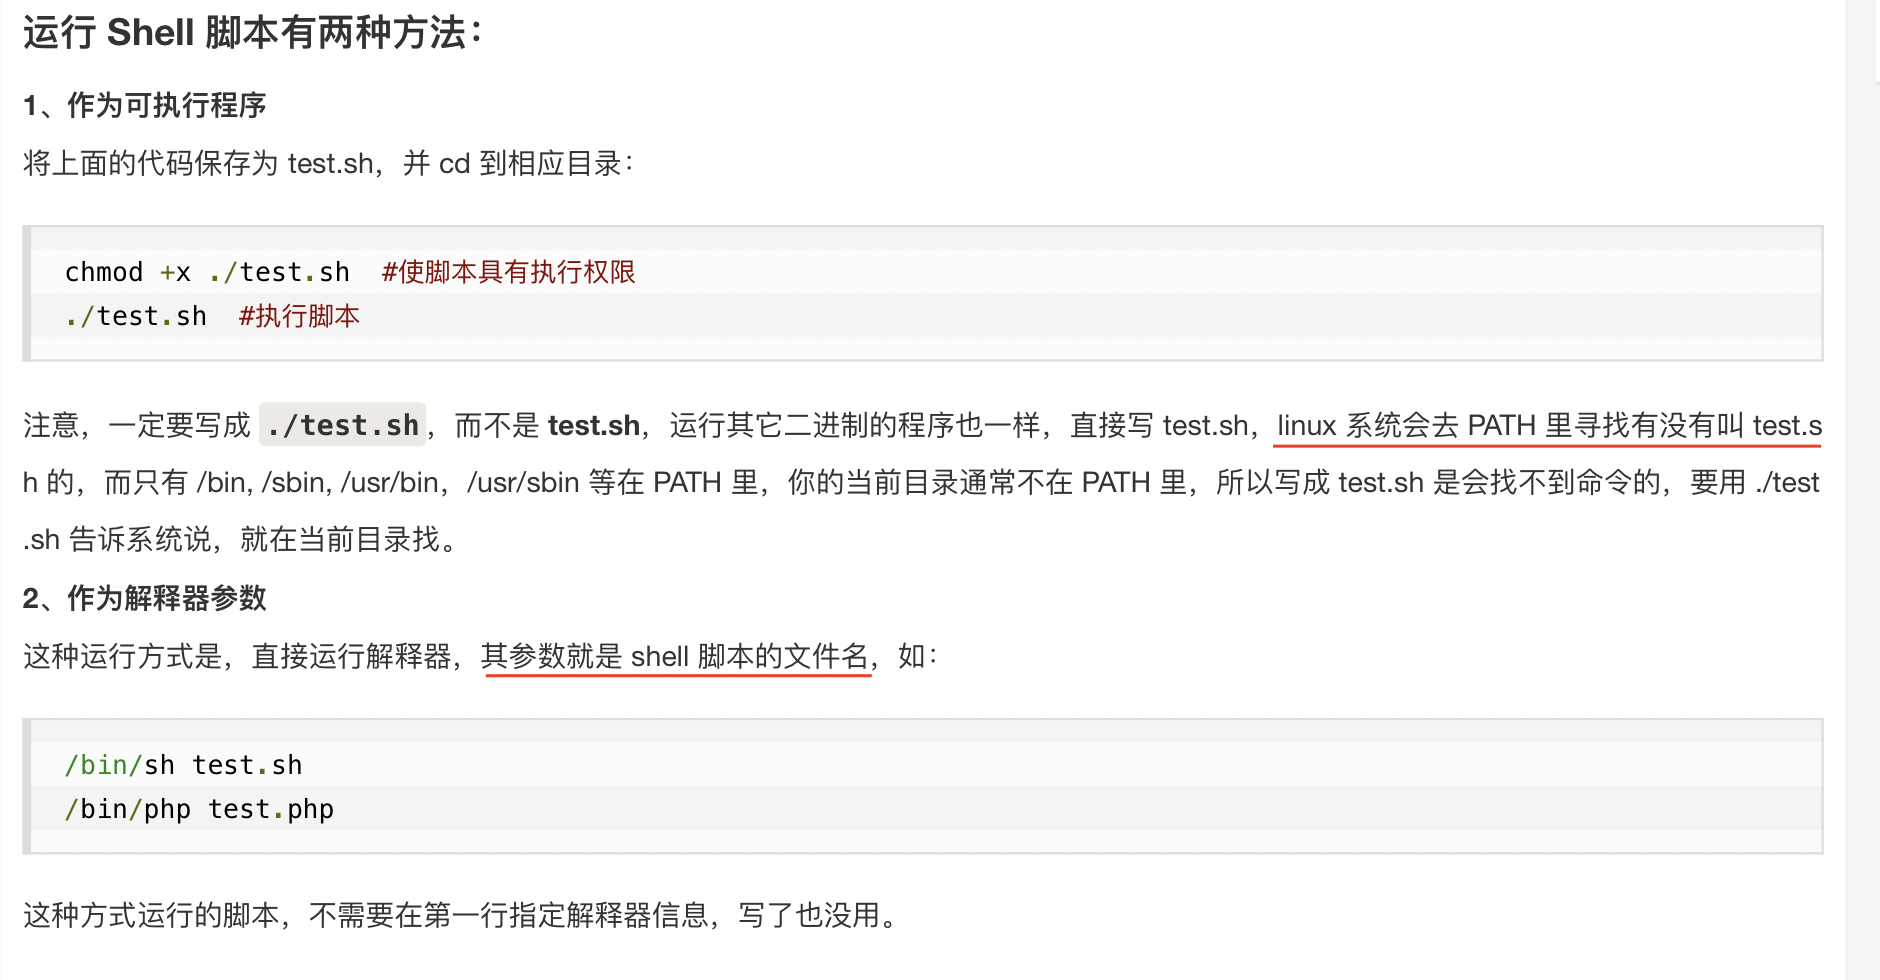 运行 Shell 脚本有两种方法：
1、作为可执行程序
将上面的代码保存为 test.sh，并 cd 到相应目录：
chmod +x ./test.sh  #使脚本具有执行权限
./test.sh  #执行脚本
注意，一定要写成 ./test.sh，而不是 test.sh，运行其它二进制的程序也一样，直接写 test.sh，linux 系统会去 PATH 里寻找有没有叫 test.s
h 的，而只有 /bin, /sbin, /usr/bin，/usr/sbin 等在 PATH 里，你的当前目录通常不在 PATH 里，所以写成 test.sh 是会找不到命令的，要用 ./test
.sh 告诉系统说，就在当前目录找。
2、作为解释器参数
这种运行方式是，直接运行解释器，其参数就是 shell 脚本的文件名，如：
/bin/sh test.sh
/bin/php test.php
这种方式运行的脚本，不需要在第一行指定解释器信息，写了也没用。